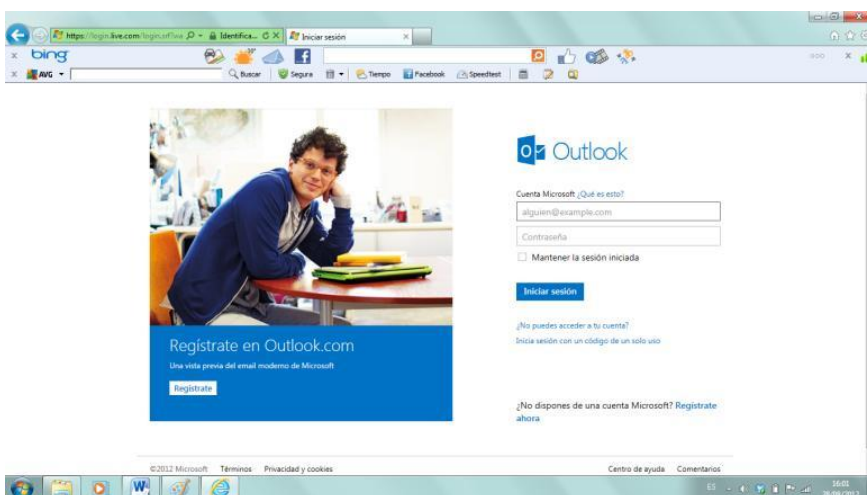 https://login.live.com/login.srf?wa
Identifica...
Iniciar sesión
bing
AVG
Buscar
Segura
Tiempo
Facebook
Speedtest
Outlook
Cuenta Microsoft ¿Qué es esto?
alguien@example.com
Contraseña
Mantener la sesión iniciada
Iniciar sesión
¿No puedes acceder a tu cuenta?
Inicia sesión con un código de un solo uso
Regístrate en Outlook.com
Una vista previa del email moderno de Microsoft
Regístrate
¿No dispones de una cuenta Microsoft? Regístrate
ahora
©2012 Microsoft Términos Privacidad y cookies
Centro de ayuda Comentarios
ES
16:01